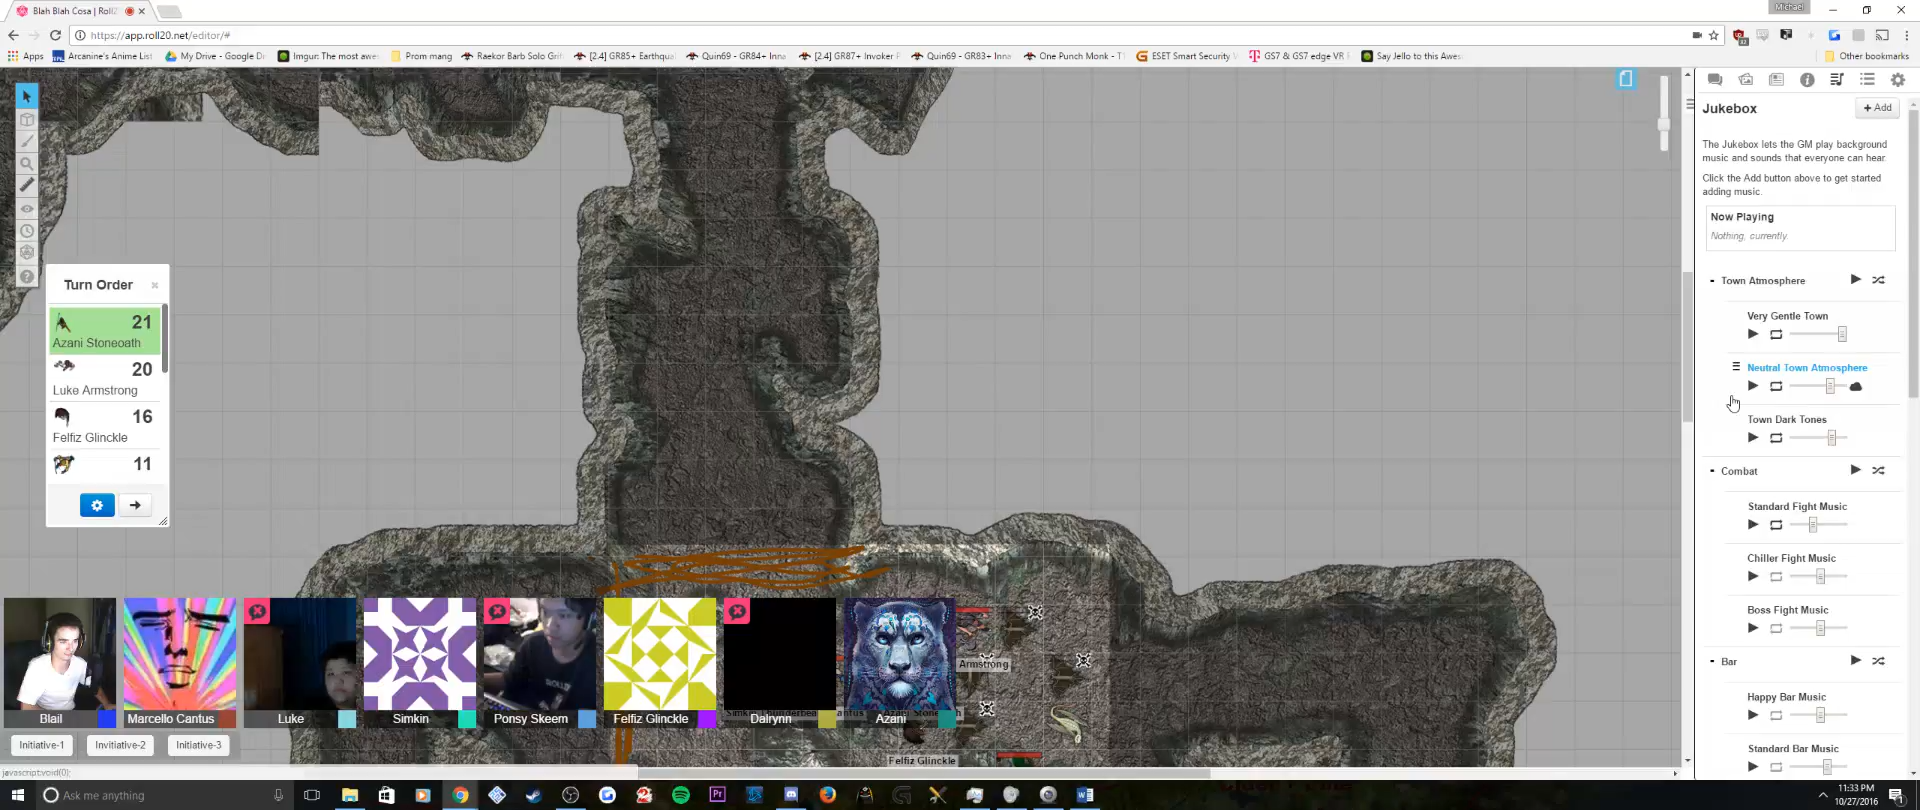 Blah Blah Cosa | Roll2
Michael
https://app.roll20.net/editor/#
Apps
Arcanine's Anime List
My Drive - Google D
Imgur: The most awe
Prom mang
Raekor Barb Solo Grif
[2.4] GR85+ Earthqua
Quin69 - GR84+ Inna
[2.4] GR87+ Invoker P
Quin69 - GR83+ Inna
One Punch Monk - T1
ESET Smart Security
GS7 & GS7 edge VR F
Say Jello to this Awes
Other bookmarks
Jukebox
+ Add
The Jukebox lets the GM play background
music and sounds that everyone can hear.
Click the Add button above to get started
adding music.
Now Playing
Nothing, currently.
Town Atmosphere
Very Gentle Town
Neutral Town Atmosphere
Town Dark Tones
Combat
Standard Fight Music
Chiller Fight Music
Boss Fight Music
Bar
Happy Bar Music
Standard Bar Music
Turn Order
21
Azani Stoneoath
20
Luke Armstrong
16
Felfiz Glinckle
11
Armstrong
Blail
Marcello Cantus
Luke
Simkin
Ponsy Skeem
Felfiz Glinckle
Dalrynn
Azani
Felfiz Glinckle
Initiative-1
Invitiative-2
Initiative-3
javascript:void(0);
Ask me anything
11:33 PM
10/27/2016